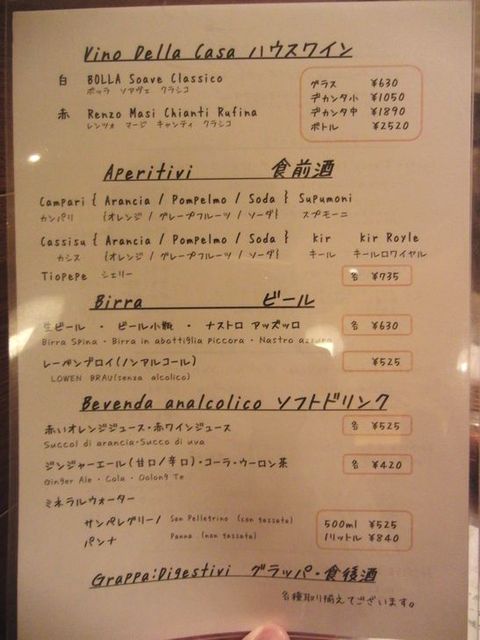 Vino Della Casa ハウスワイン
白 BOLLA Soave Classico
ボッラ ソアヴェ クラシコ
赤 Renzo Masi Chianti Rufina
レンツォ マージ キャンティ クラシコ
グラス ¥630
デカンタ小 ¥1050
デカンタ中 ¥1890
ボトル ¥2520
Aperitivi 食前酒
Campari { Arancia / Pompelmo / Soda } Supumoni
カンパリ {オレンジ / グレープフルーツ / ソーダ} スプモーニ
Cassisu { Arancia / Pompelmo / Soda } kir kir Royle
カシス {オレンジ / グレープフルーツ / ソーダ} キール キールロワイヤル
Tiopepe シェリー 各 ¥735
Birra ビール
生ビール ・ ビール小瓶 ・ ナストロ アッズッロ 各 ¥630
Birra Spina ・ Birra in abottiglia piccora ・ Nastro azzuro
レーベンブロイ(ノンアルコール) ¥525
LOWEN BRAU(senza alcolico)
Bevenda analcolico ソフトドリンク
赤いオレンジジュース・赤ワインジュース 各 ¥525
Succol di arancia・Succo di uva
ジンジャーエール(甘口/辛口)・コーラ・ウーロン茶 各 ¥420
Ginger Ale ・ Cola ・ Oolong Te
ミネラルウォーター
サンペレグリーノ San Pellegrino (con gassata) 500ml ¥525
パンナ Panna (non gassata) 1リットル ¥840
Grappa:Digestivi グラッパ・食後酒
各種取り揃えてございます。